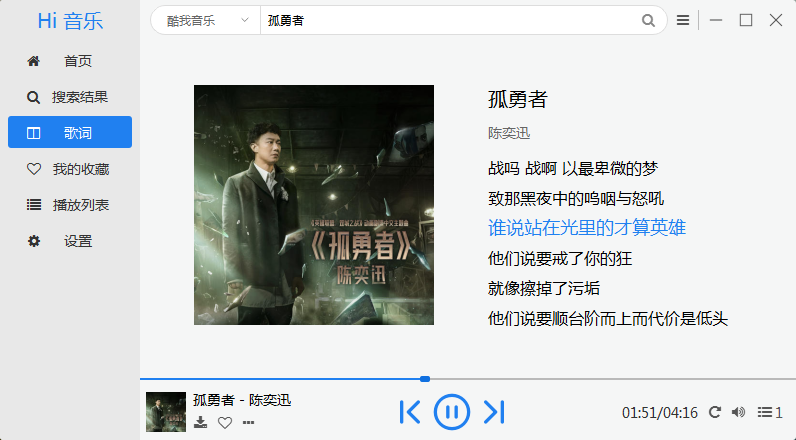 Hi 音乐
酷我音乐
孤勇者
首页
搜索结果
歌词
我的收藏
播放列表
设置
《孤勇者》
陈奕迅
孤勇者
陈奕迅
战吗 战啊 以最卑微的梦
致那黑夜中的呜咽与怒吼
谁说站在光里的才算英雄
他们说要戒了你的狂
就像擦掉了污垢
他们说要顺台阶而上而代价是低头
孤勇者 - 陈奕迅
01:51/04:16
1